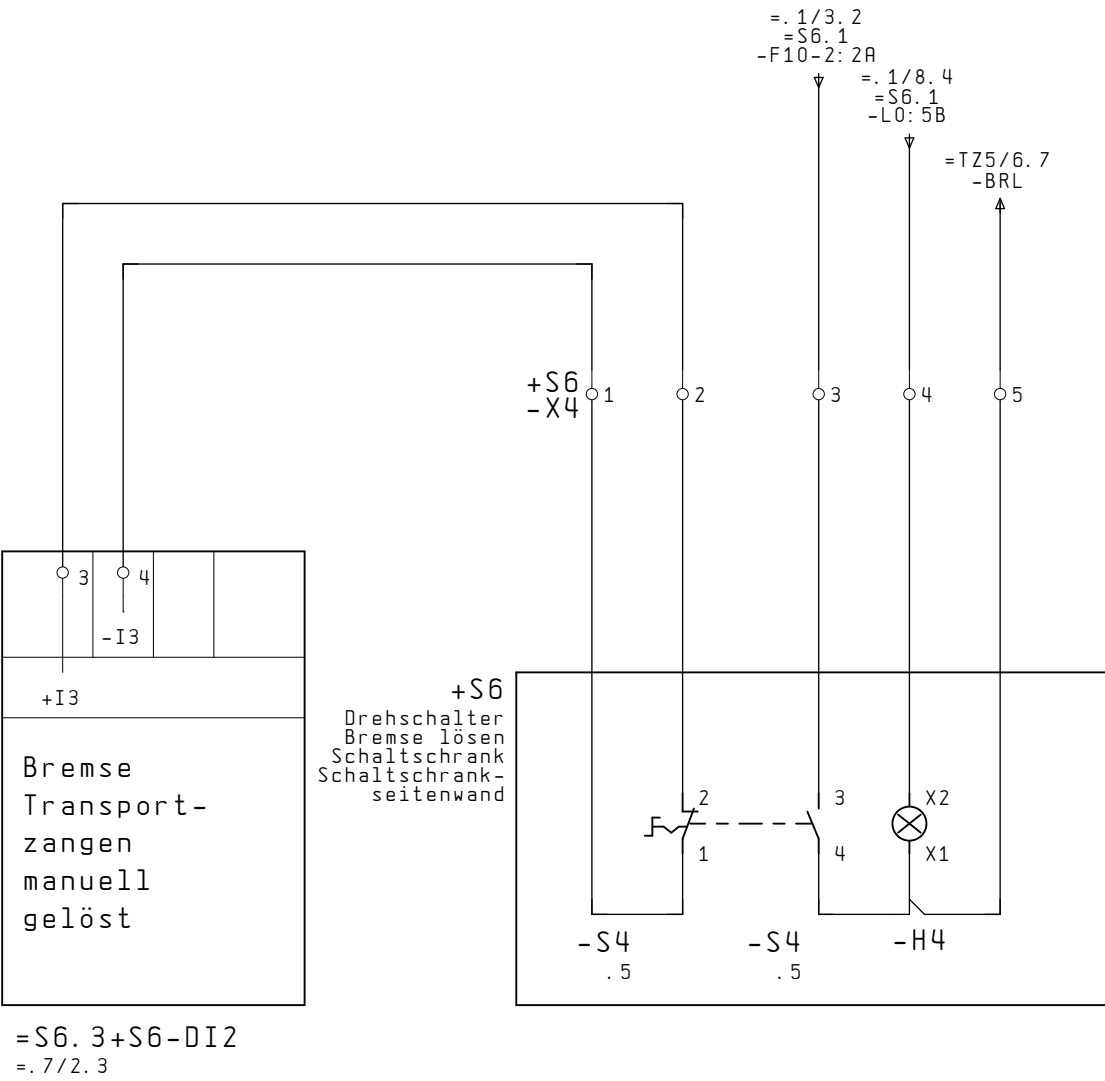 =.1/3.2
=S6.1
-F10-2:2A
=.1/8.4
=S6.1
-L0:5B
=TZ5/6.7
-BRL
+S6
-X4
1
2
3
4
5
3
4
-I3
+I3
Bremse
Transport-
zangen
manuell
gelöst
=S6.3+S6-DI2
=.7/2.3
+S6
Drehschalter
Bremse lösen
Schaltschrank
Schaltschrank-
seitenwand
2
1
3
4
X2
X1
-S4
.5
-S4
.5
-H4